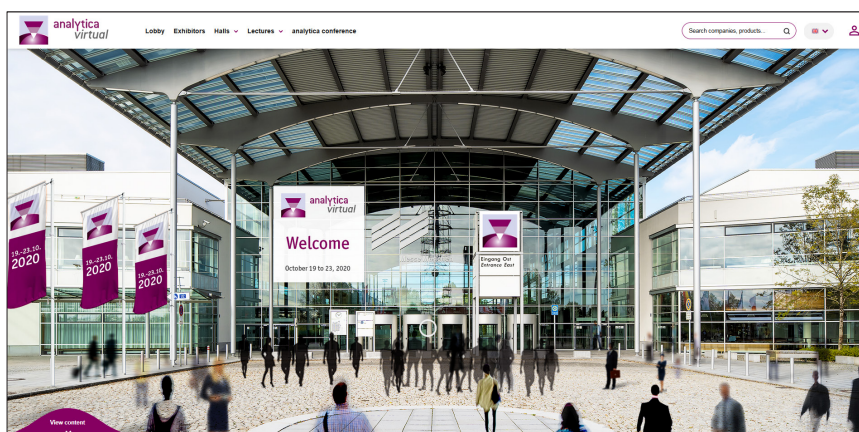 analytica
virtual
Lobby Exhibitors Halls Lectures analytica conference
Search companies, products...
analytica
virtual
Welcome
October 19 to 23, 2020
Eingang Ost
Entrance East
19.–23.10.
2020
19.–23.10.
2020
19.–23.10.
2020
View content